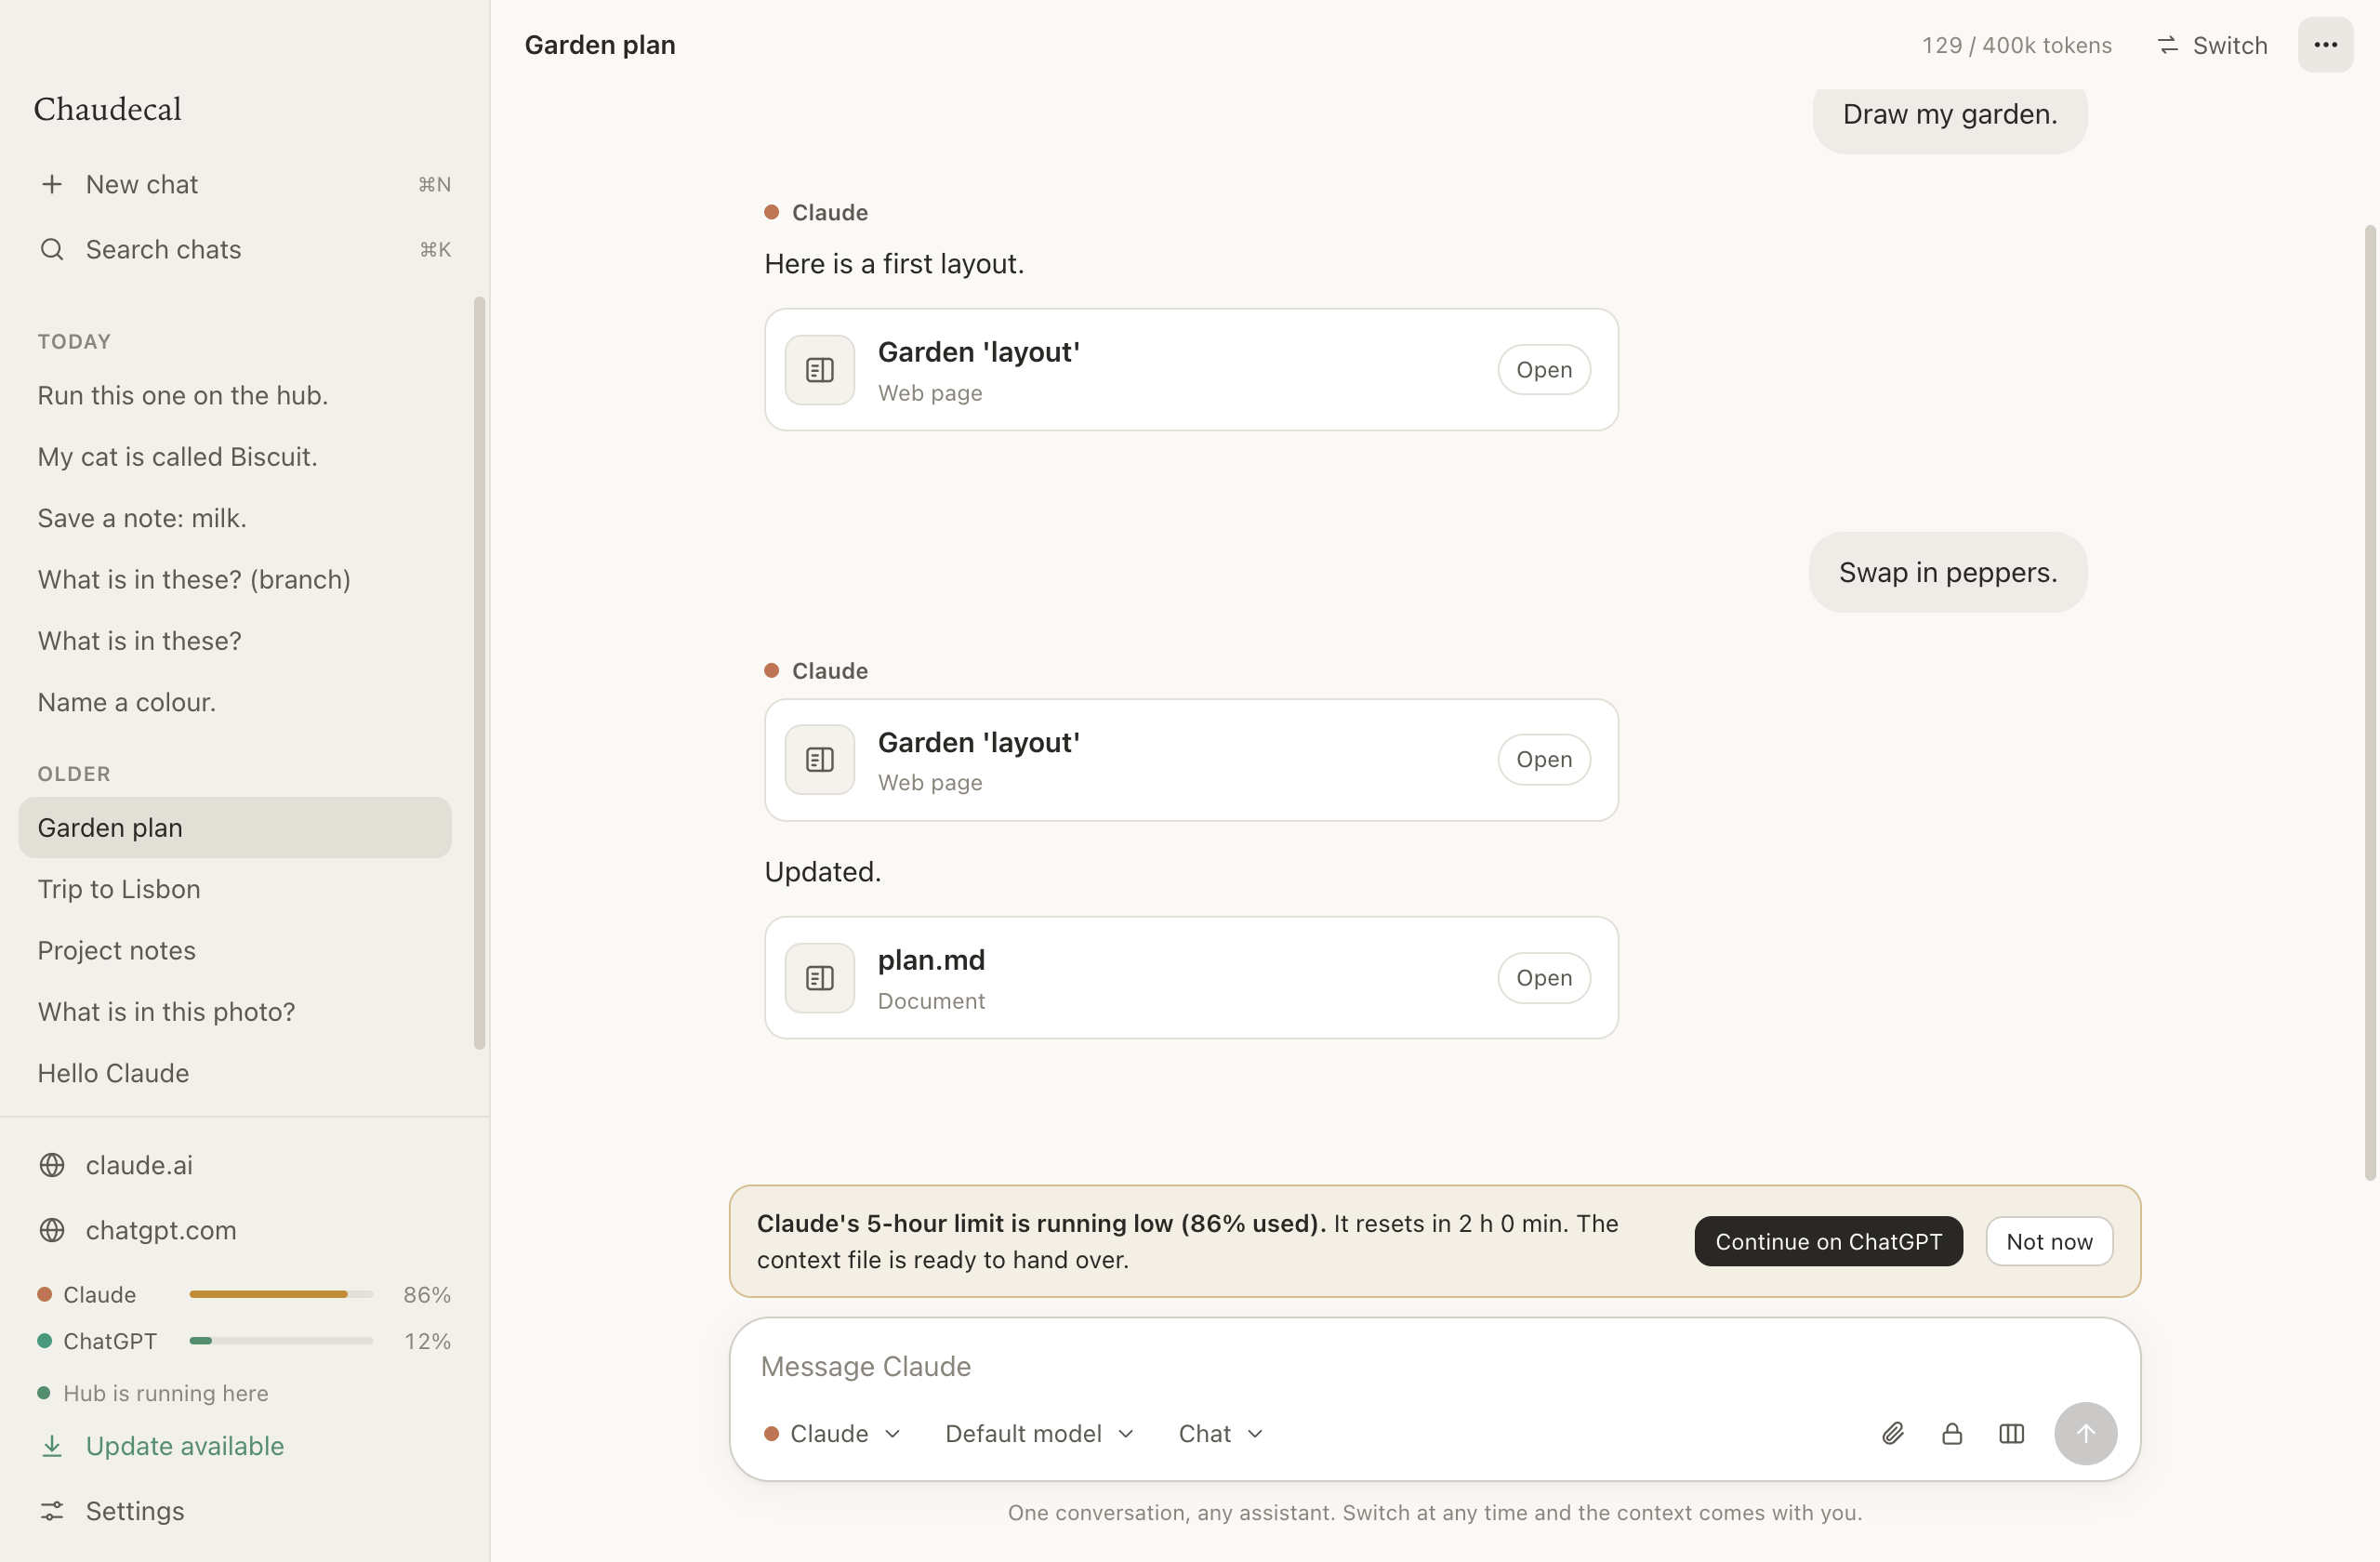 Chaudecal
New chat ⌘N
Search chats ⌘K
TODAY
Run this one on the hub.
My cat is called Biscuit.
Save a note: milk.
What is in these? (branch)
What is in these?
Name a colour.
OLDER
Garden plan
Trip to Lisbon
Project notes
What is in this photo?
Hello Claude
claude.ai
chatgpt.com
Claude 86%
ChatGPT 12%
Hub is running here
Update available
Settings
Garden plan
129 / 400k tokens
Switch
Draw my garden.
Claude
Here is a first layout.
Garden 'layout'
Web page
Open
Swap in peppers.
Claude
Garden 'layout'
Web page
Open
Updated.
plan.md
Document
Open
Claude's 5-hour limit is running low (86% used). It resets in 2 h 0 min. The
context file is ready to hand over.
Continue on ChatGPT
Not now
Message Claude
Claude
Default model
Chat
One conversation, any assistant. Switch at any time and the context comes with you.